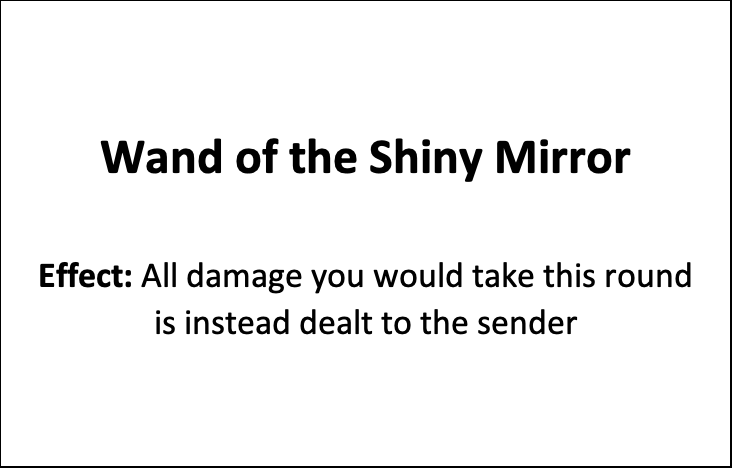 Wand of the Shiny Mirror
Effect: All damage you would take this round
is instead dealt to the sender